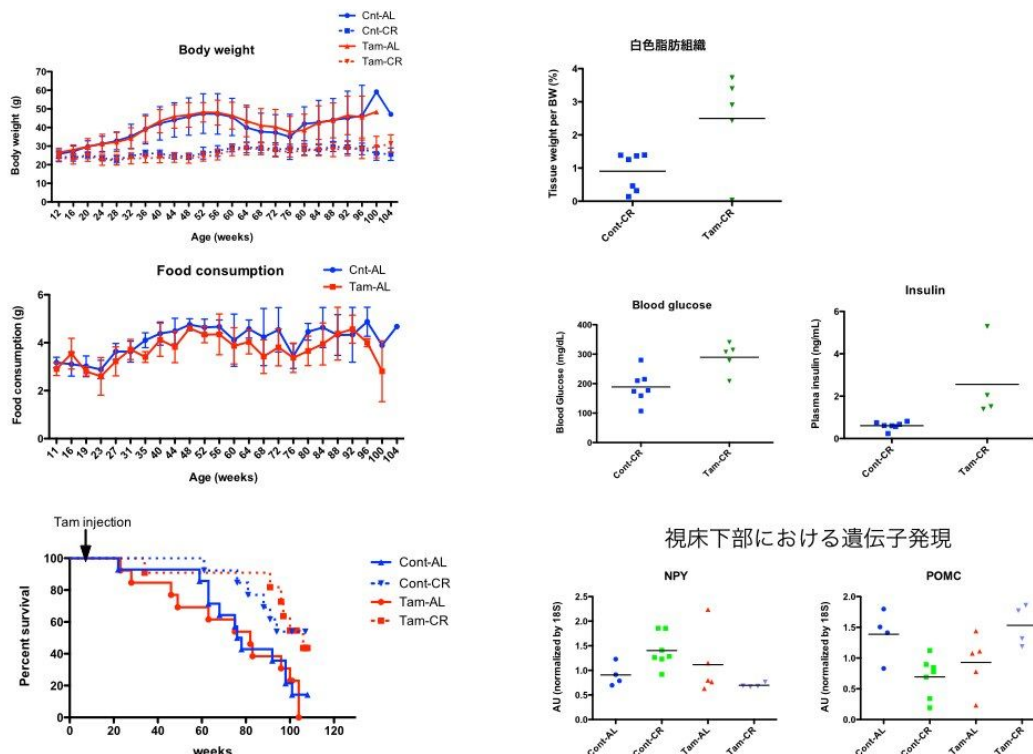 Body weight
Cnt-AL
Cnt-CR
Tam-AL
Tam-CR
Body weight (g)
70
60
50
40
30
20
10
0
12 16 20 24 28 32 36 40 44 48 52 56 60 64 68 72 76 80 84 88 92 96 100 104
Age (weeks)
白色脂肪組織
Tissue weight per BW (%)
4
3
2
1
0
Cont-CR Tam-CR
Food consumption
Cnt-AL
Tam-AL
Food consumption (g)
6
4
2
0
11 16 19 23 27 31 35 40 44 48 52 56 60 64 68 72 76 80 84 88 92 96 100 104
Age (weeks)
Blood glucose
Blood Glucose (mg/dL)
400
300
200
100
0
Cont-CR Tam-CR
Insulin
Plasma insulin (ng/mL)
6
4
2
0
Cont-CR Tam-CR
Tam injection
Percent survival
100
80
60
40
20
0
0 20 40 60 80 100 120
weeks
Cont-AL
Cont-CR
Tam-AL
Tam-CR
視床下部における遺伝子発現
NPY
AU (normalized by 18S)
2.5
2.0
1.5
1.0
0.5
0.0
Cont-AL Cont-CR Tam-AL Tam-CR
POMC
AU (normalized by 18S)
2.0
1.5
1.0
0.5
0.0
Cont-AL Cont-CR Tam-AL Tam-CR